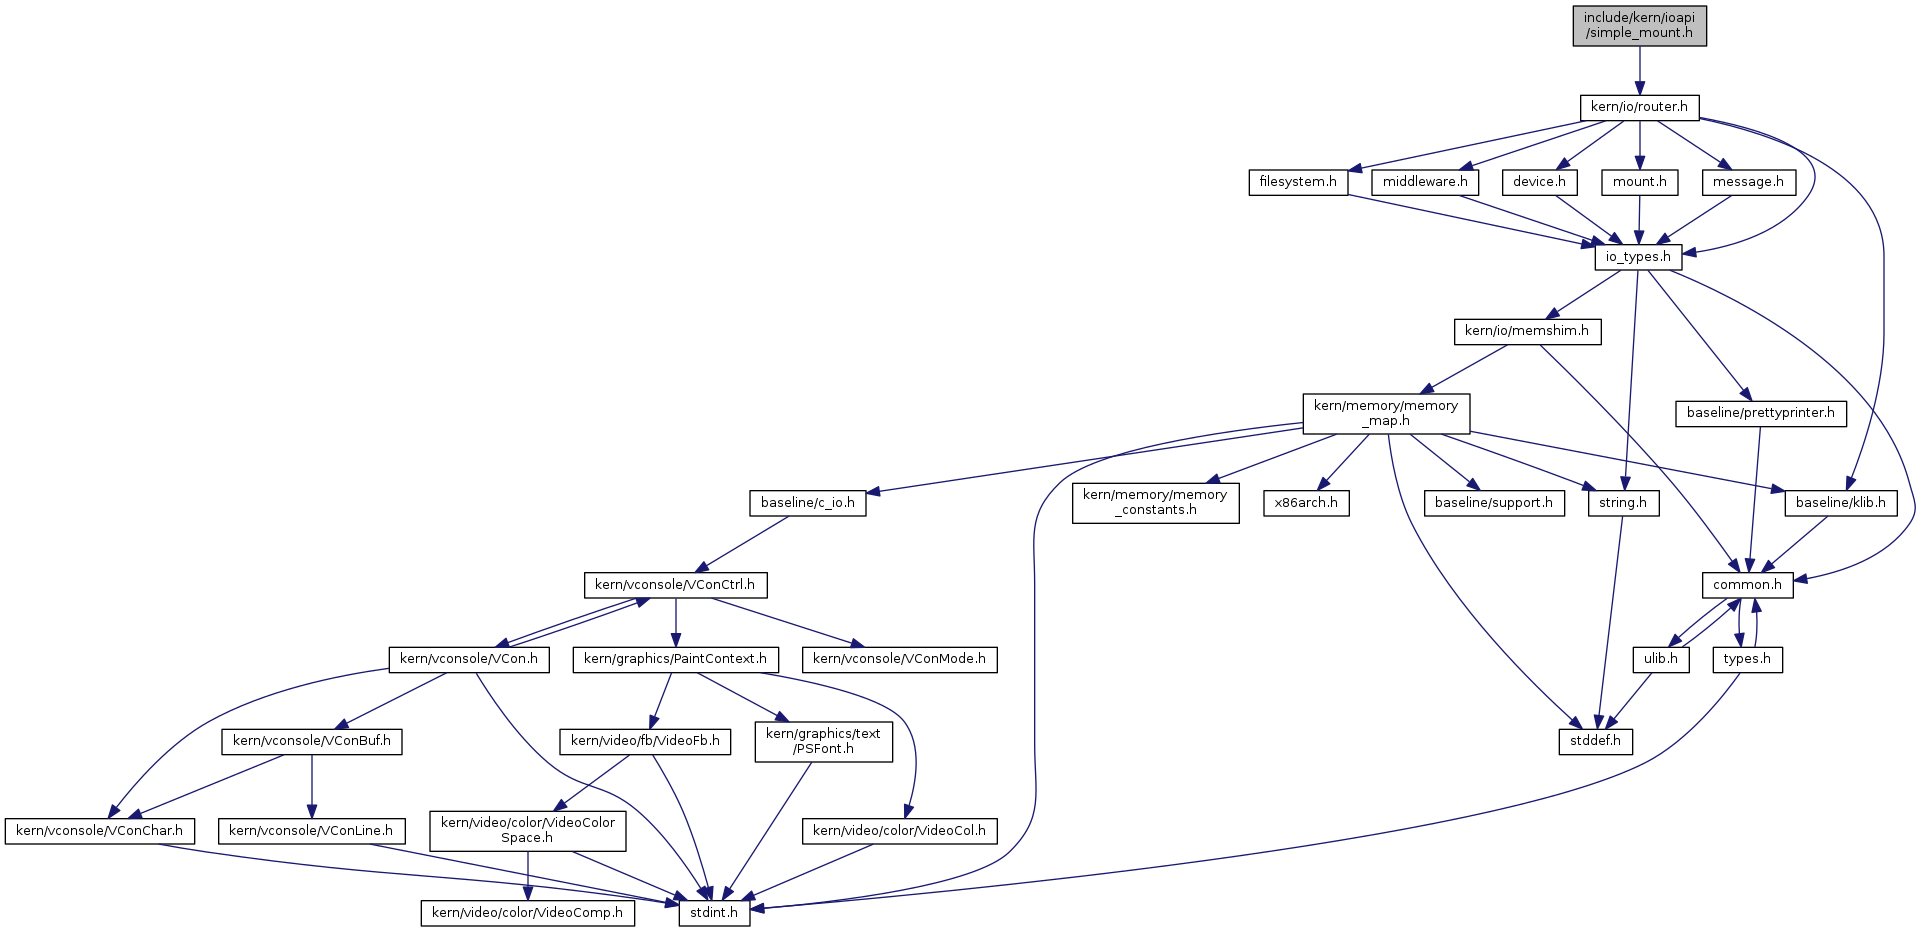 include/kern/ioapi
/simple_mount.h
kern/io/router.h
filesystem.h
middleware.h
device.h
mount.h
message.h
io_types.h
kern/io/memshim.h
kern/memory/memory
_map.h
baseline/prettyprinter.h
baseline/c_io.h
kern/memory/memory
_constants.h
x86arch.h
baseline/support.h
string.h
baseline/klib.h
kern/vconsole/VConCtrl.h
common.h
kern/vconsole/VCon.h
kern/graphics/PaintContext.h
kern/vconsole/VConMode.h
ulib.h
types.h
kern/vconsole/VConBuf.h
kern/video/fb/VideoFb.h
kern/graphics/text
/PSFont.h
stddef.h
kern/vconsole/VConChar.h
kern/vconsole/VConLine.h
kern/video/color/VideoColor
Space.h
kern/video/color/VideoCol.h
kern/video/color/VideoComp.h
stdint.h